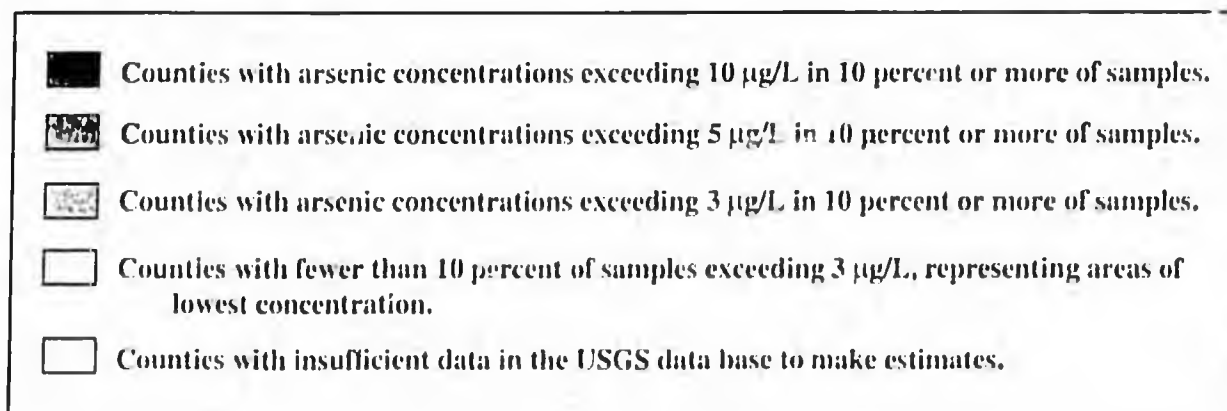 Counties with arsenic concentrations exceeding 10 µg/L in 10 percent or more of samples.
Counties with arsenic concentrations exceeding 5 µg/L in 10 percent or more of samples.
Counties with arsenic concentrations exceeding 3 µg/L in 10 percent or more of samples.
Counties with fewer than 10 percent of samples exceeding 3 µg/L, representing areas of
lowest concentration.
Counties with insufficient data in the USGS data base to make estimates.